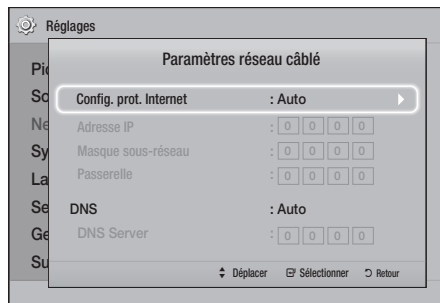 Réglages
Paramètres réseau câblé
Pic
So
Config. prot. Internet : Auto
Ne
Adresse IP : 0 0 0 0
Sy
Masque sous-réseau : 0 0 0 0
La
Passerelle : 0 0 0 0
Se
DNS : Auto
Ge
DNS Server : 0 0 0 0
Su
Déplacer Sélectionner Retour